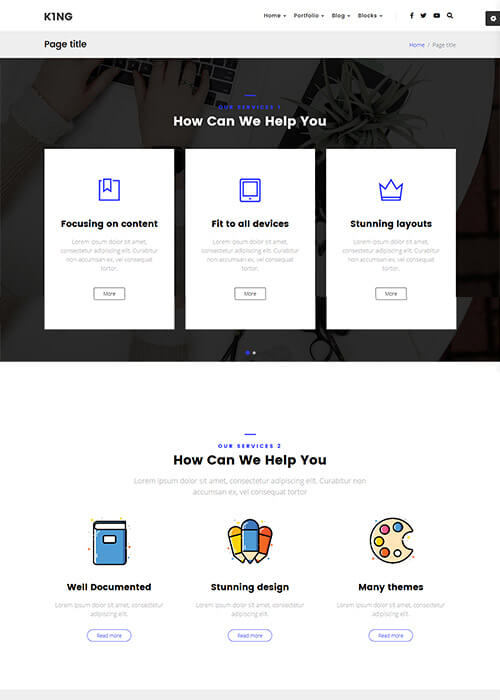 K1NG
Home Portfolio Blog Blocks
Page title
Home / Page title
OUR SERVICES 1
How Can We Help You
Focusing on content
Lorem ipsum dolor sit amet,
consectetur adipiscing elit. Curabitur
non accumsan ex, vel consequat
tortor.
More
Fit to all devices
Lorem ipsum dolor sit amet,
consectetur adipiscing elit. Curabitur
non accumsan ex, vel consequat
tortor.
More
Stunning layouts
Lorem ipsum dolor sit amet,
consectetur adipiscing elit. Curabitur
non accumsan ex, vel consequat
tortor.
More
OUR SERVICES 2
How Can We Help You
Lorem ipsum dolor sit amet, consectetur adipiscing elit. Curabitur non
accumsan ex, vel consequat tortor
Well Documented
Lorem ipsum dolor sit amet, consectetur
adipiscing elit.
Read more
Stunning design
Lorem ipsum dolor sit amet, consectetur
adipiscing elit.
Read more
Many themes
Lorem ipsum dolor sit amet, consectetur
adipiscing elit.
Read more